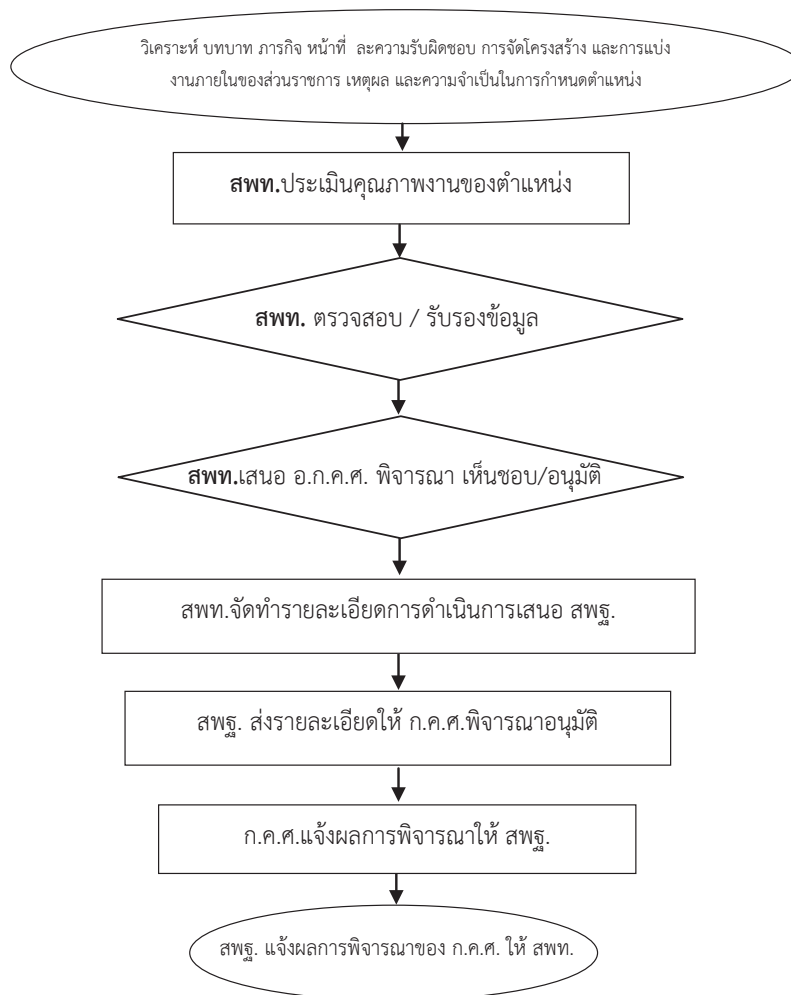 วิเคราะห์ บทบาท ภารกิจ หน้าที่  ละความรับผิดชอบ การจัดโครงสร้าง และการแบ่ง
งานภายในของส่วนราชการ เหตุผล และความจำเป็นในการกำหนดตำแหน่ง
สพท.ประเมินคุณภาพงานของตำแหน่ง
สพท. ตรวจสอบ / รับรองข้อมูล
สพท.เสนอ อ.ก.ค.ศ. พิจารณา เห็นชอบ/อนุมัติ
สพท.จัดทำรายละเอียดการดำเนินการเสนอ สพฐ.
สพฐ. ส่งรายละเอียดให้ ก.ค.ศ.พิจารณาอนุมัติ
ก.ค.ศ.แจ้งผลการพิจารณาให้ สพฐ.
สพฐ. แจ้งผลการพิจารณาของ ก.ค.ศ. ให้ สพท.